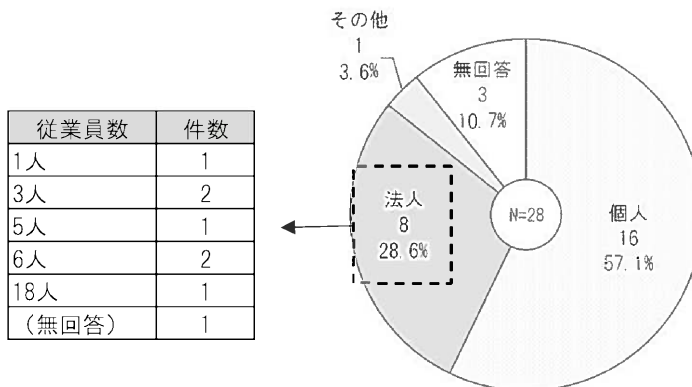 従業員数 件数
1人 1
3人 2
5人 1
6人 2
18人 1
（無回答） 1
その他
1
3.6%
無回答
3
10.7%
法人
8
28.6%
N=28
個人
16
57.1%